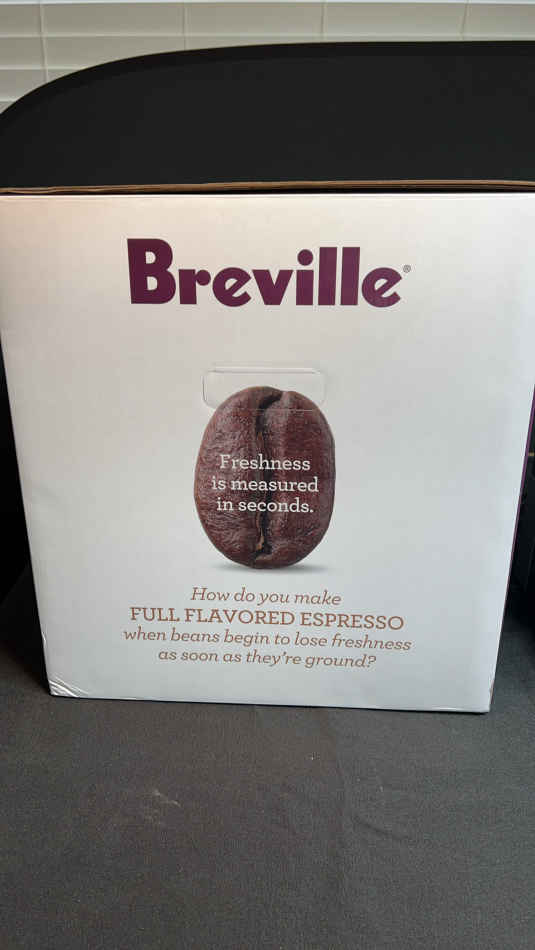 Breville®
Freshness
is measured
in seconds.
How do you make
FULL FLAVORED ESPRESSO
when beans begin to lose freshness
as soon as they're ground?